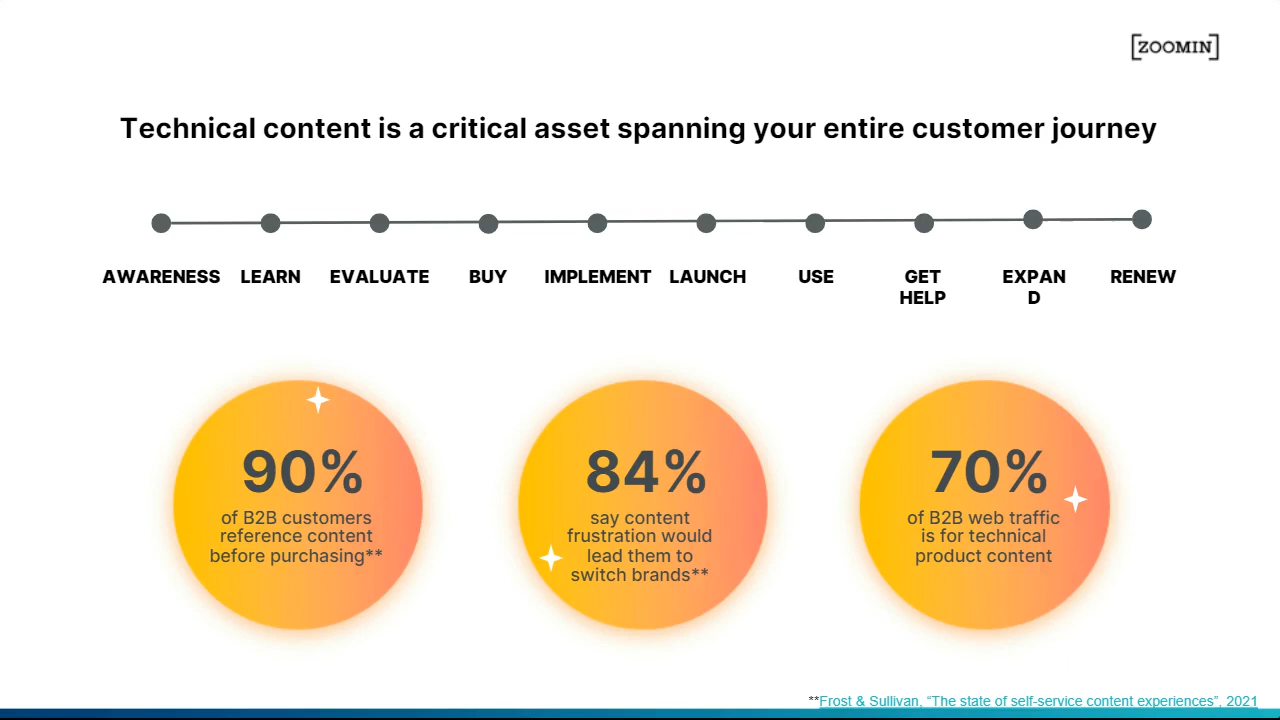 [ZOOMIN]
Technical content is a critical asset spanning your entire customer journey
AWARENESS LEARN EVALUATE BUY IMPLEMENT LAUNCH USE GET HELP EXPAN D RENEW
90%
of B2B customers
reference content
before purchasing**
84%
say content
frustration would
lead them to
switch brands**
70%
of B2B web traffic
is for technical
product content
**Frost & Sullivan, “The state of self-service content experiences”, 2021